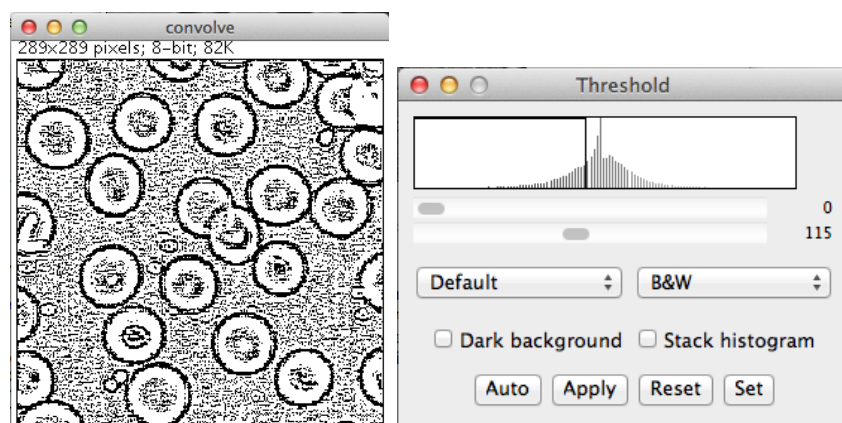 convolve
289x289 pixels; 8-bit; 82K
Threshold
0
115
Default B&W
Dark background Stack histogram
Auto Apply Reset Set